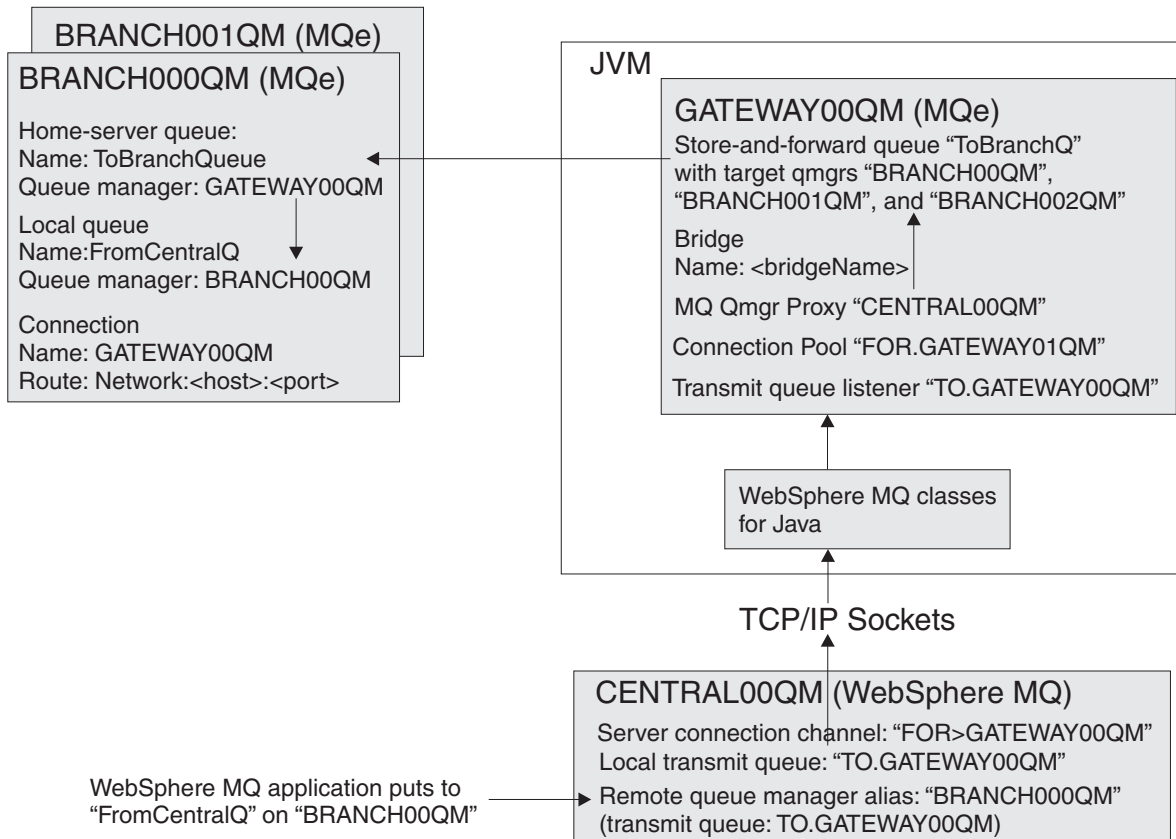 BRANCH001QM (MQe)
BRANCH000QM (MQe)
Home-server queue:
Name: ToBranchQueue
Queue manager: GATEWAY00QM
Local queue
Name:FromCentralQ
Queue manager: BRANCH00QM
Connection
Name: GATEWAY00QM
Route: Network:<host>:<port>
JVM
GATEWAY00QM (MQe)
Store-and-forward queue “ToBranchQ”
with target qmgrs “BRANCH00QM”,
“BRANCH001QM”, and “BRANCH002QM”
Bridge
Name: <bridgeName>
MQ Qmgr Proxy “CENTRAL00QM”
Connection Pool “FOR.GATEWAY01QM”
Transmit queue listener “TO.GATEWAY00QM”
WebSphere MQ classes
for Java
TCP/IP Sockets
CENTRAL00QM (WebSphere MQ)
Server connection channel: “FOR>GATEWAY00QM”
Local transmit queue: “TO.GATEWAY00QM”
Remote queue manager alias: “BRANCH000QM”
(transmit queue: TO.GATEWAY00QM)
WebSphere MQ application puts to
“FromCentralQ” on “BRANCH00QM”